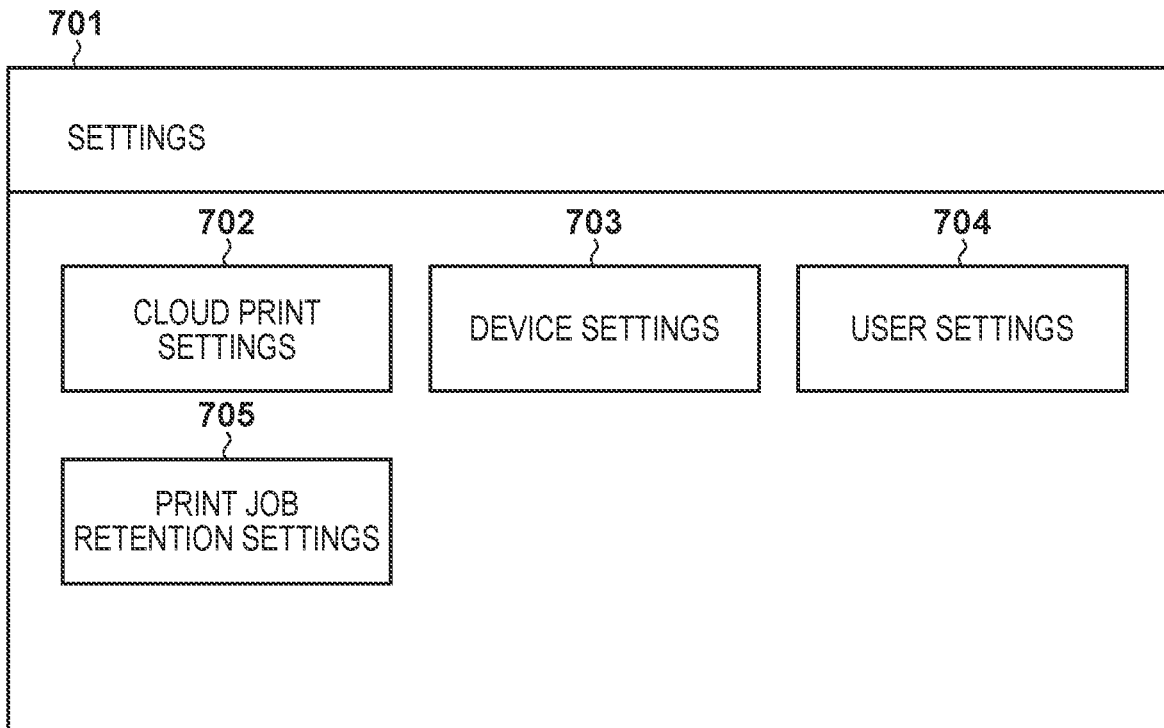 701
SETTINGS
702
703
704
CLOUD PRINT
SETTINGS
DEVICE SETTINGS
USER SETTINGS
705
PRINT JOB
RETENTION SETTINGS